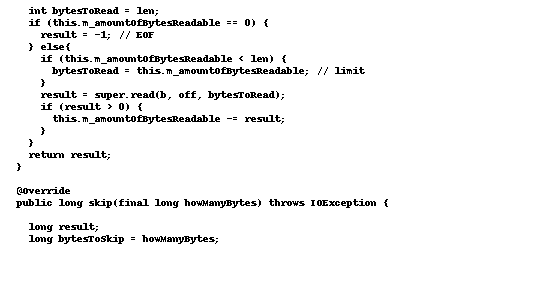 int bytesToRead = len;
if (this.m_amountOfBytesReadable == 0) {
result = -1; // EOF
} else{
if (this.m_amountOfBytesReadable < len) {
bytesToRead = this.m_amountOfBytesReadable; // limit
}
result = super.read(b, off, bytesToRead);
if (result > 0) {
this.m_amountOfBytesReadable -= result;
}
}
return result;
}
@Override
public long skip(final long howManyBytes) throws IOException {
long result;
long bytesToSkip = howManyBytes;